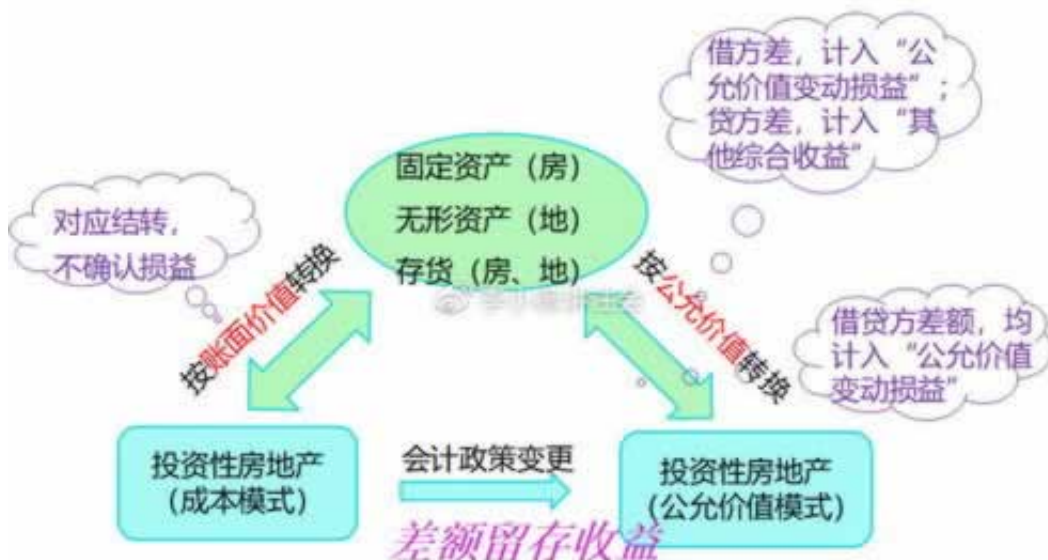 借方差，计入“公
允价值变动损益”；
贷方差，计入“其
他综合收益”
固定资产（房）
无形资产（地）
存货（房、地）
对应结转，
不确认损益
按账面价值转换
按公允价值转换
借贷方差额，均
计入“公允价值
变动损益”
投资性房地产
（成本模式）
会计政策变更
投资性房地产
（公允价值模式）
差额留存收益